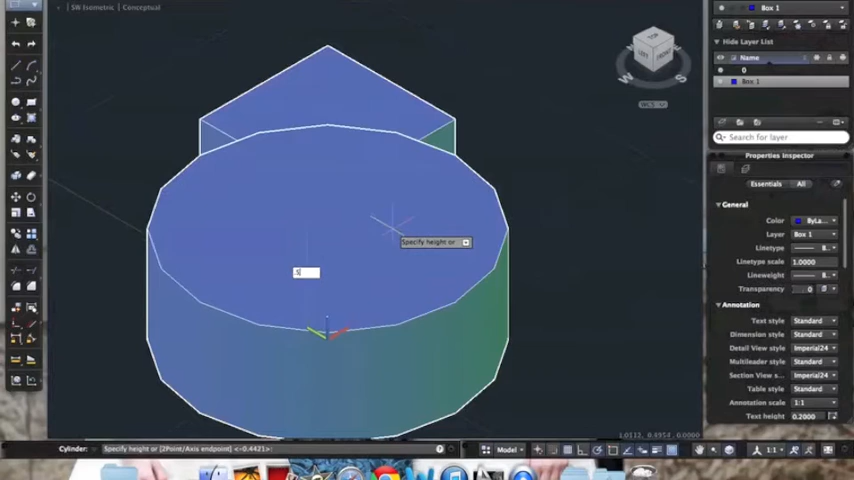 SW Isometric | Conceptual
Box 1
Hide Layer List
Name
0
Box 1
TOP
LEFT
FRONT
W
S
WCS
Search for layer
Properties Inspector
Essentials All
General
Color ByLa...
Layer Box 1
Linetype B...
Linetype scale 1.0000
Lineweight B...
Transparency 0
Annotation
Text style Standard
Dimension style Standard
Detail View style Imperial24
Multileader style Standard
Section View s... Imperial24
Table style Standard
Annotation scale 1:1
Text height 0.2000
Specify height or
.5
Cylinder: Specify height or [2Point/Axis endpoint] <-0.4421>:
Model
1:1